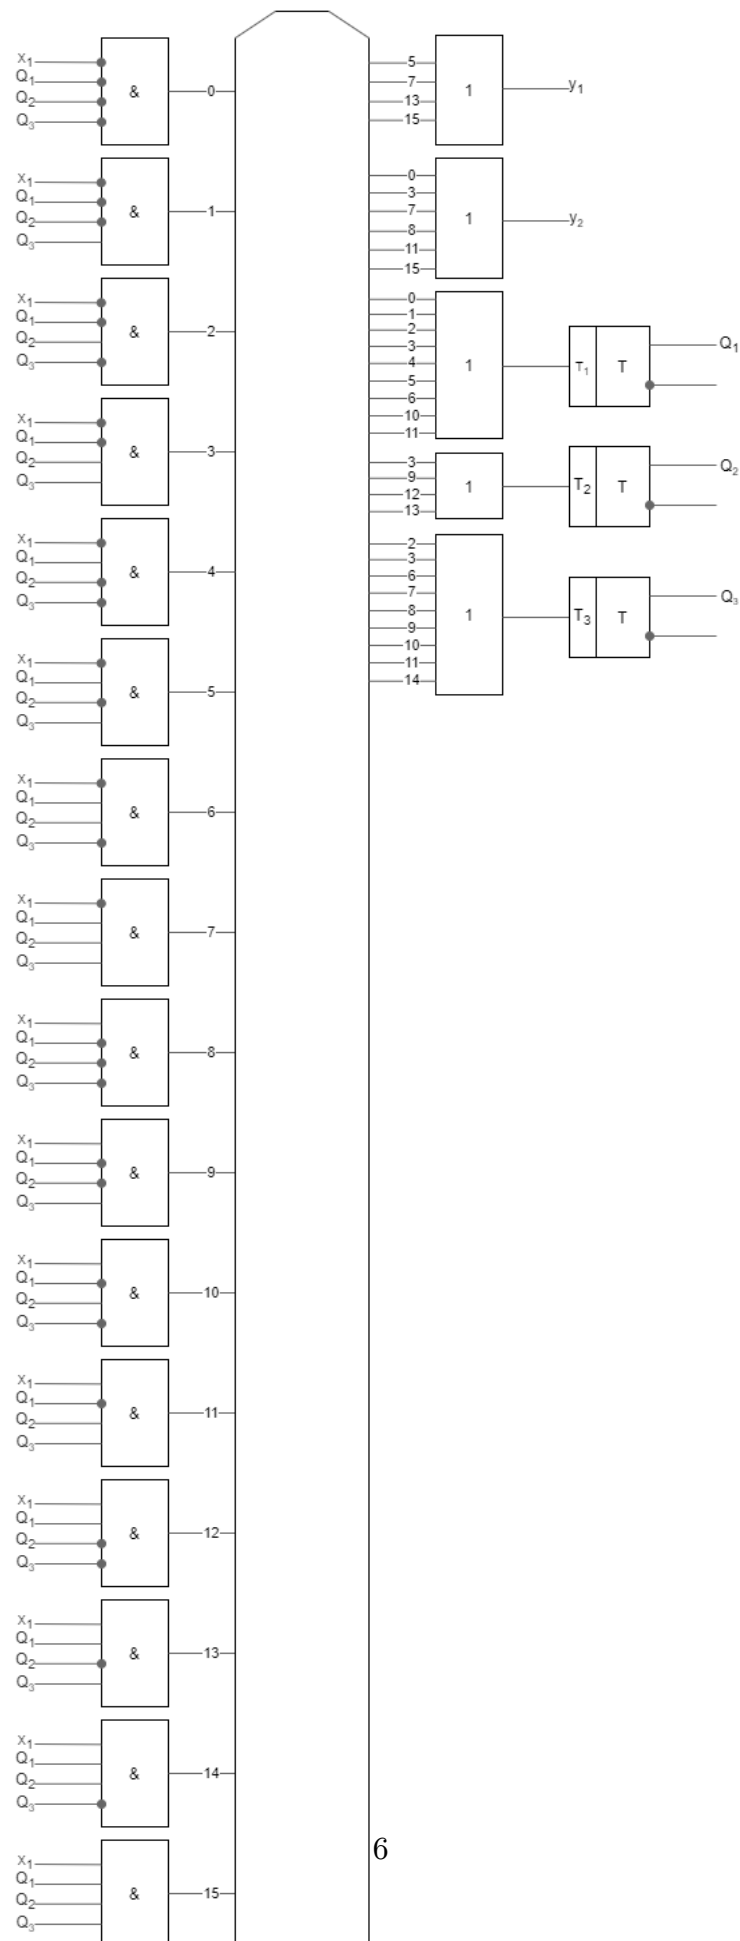 X₁
Q₁
Q₂
Q₃
&
0
X₁
Q₁
Q₂
Q₃
&
1
X₁
Q₁
Q₂
Q₃
&
2
X₁
Q₁
Q₂
Q₃
&
3
X₁
Q₁
Q₂
Q₃
&
4
X₁
Q₁
Q₂
Q₃
&
5
X₁
Q₁
Q₂
Q₃
&
6
X₁
Q₁
Q₂
Q₃
&
7
X₁
Q₁
Q₂
Q₃
&
8
X₁
Q₁
Q₂
Q₃
&
9
X₁
Q₁
Q₂
Q₃
&
10
X₁
Q₁
Q₂
Q₃
&
11
X₁
Q₁
Q₂
Q₃
&
12
X₁
Q₁
Q₂
Q₃
&
13
X₁
Q₁
Q₂
Q₃
&
14
X₁
Q₁
Q₂
Q₃
&
15
5
7
13
15
1
y₁
0
3
7
8
11
15
1
y₂
0
1
2
3
4
5
6
10
11
1
T₁ T
Q₁
3
9
12
13
1
T₂ T
Q₂
2
3
6
7
8
9
10
11
14
1
T₃ T
Q₃
6